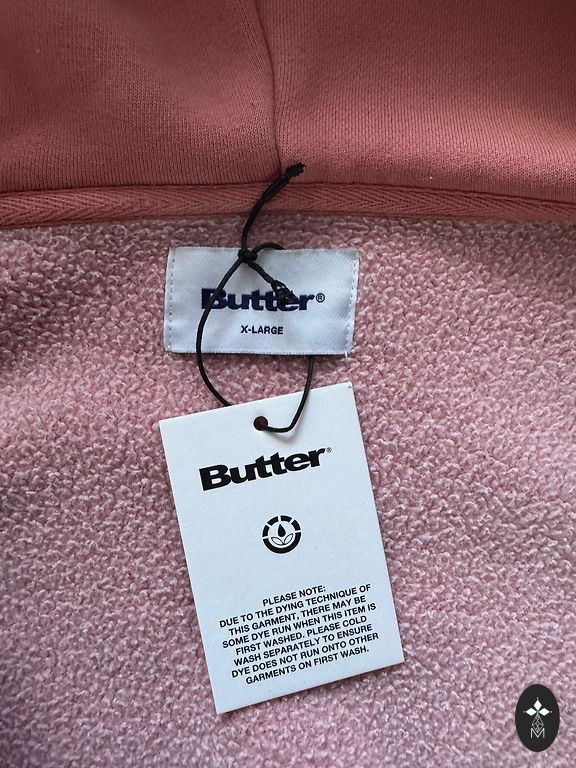 Butter®
X-LARGE
Butter®
PLEASE NOTE:
DUE TO THE DYING TECHNIQUE OF
THIS GARMENT, THERE MAY BE
SOME DYE RUN WHEN THIS ITEM IS
FIRST WASHED. PLEASE COLD
WASH SEPARATELY TO ENSURE
DYE DOES NOT RUN ONTO OTHER
GARMENTS ON FIRST WASH.
M